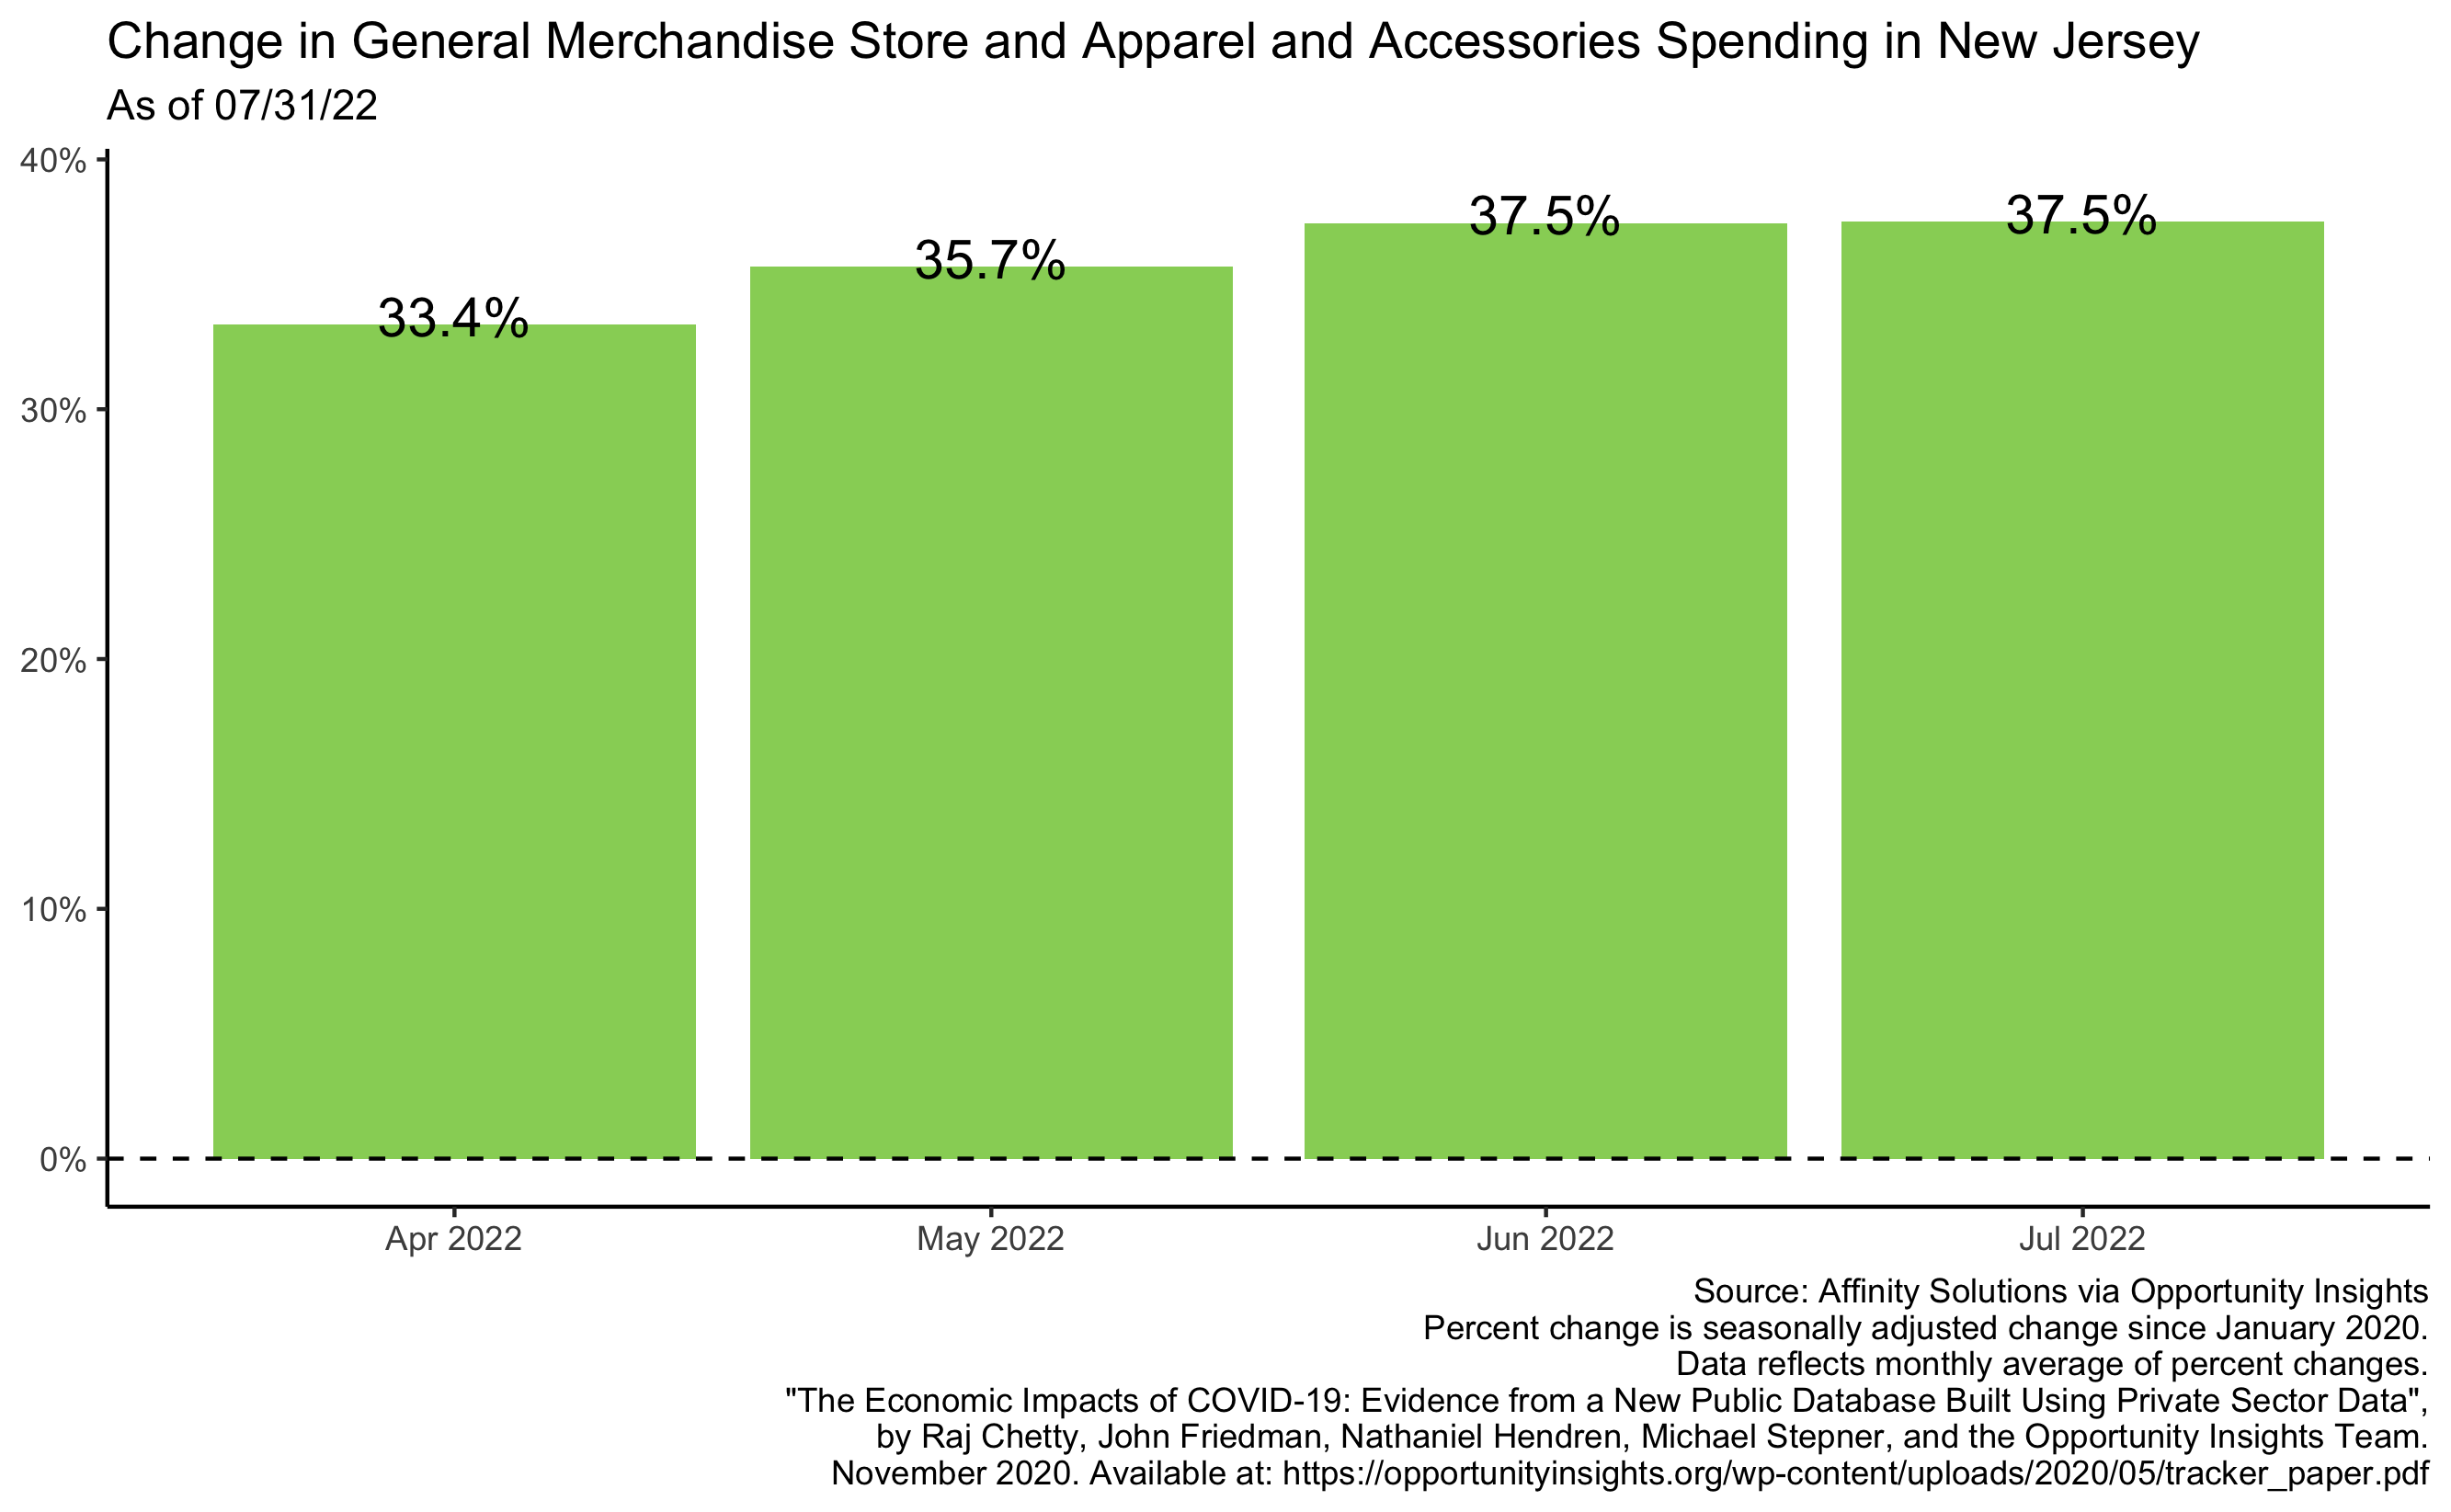 Change in General Merchandise Store and Apparel and Accessories Spending in New Jersey
As of 07/31/22
40%
30%
20%
10%
0%
33.4%
35.7%
37.5%
37.5%
Apr 2022
May 2022
Jun 2022
Jul 2022
Source: Affinity Solutions via Opportunity Insights
Percent change is seasonally adjusted change since January 2020.
Data reflects monthly average of percent changes.
"The Economic Impacts of COVID-19: Evidence from a New Public Database Built Using Private Sector Data",
by Raj Chetty, John Friedman, Nathaniel Hendren, Michael Stepner, and the Opportunity Insights Team.
November 2020. Available at: https://opportunityinsights.org/wp-content/uploads/2020/05/tracker_paper.pdf